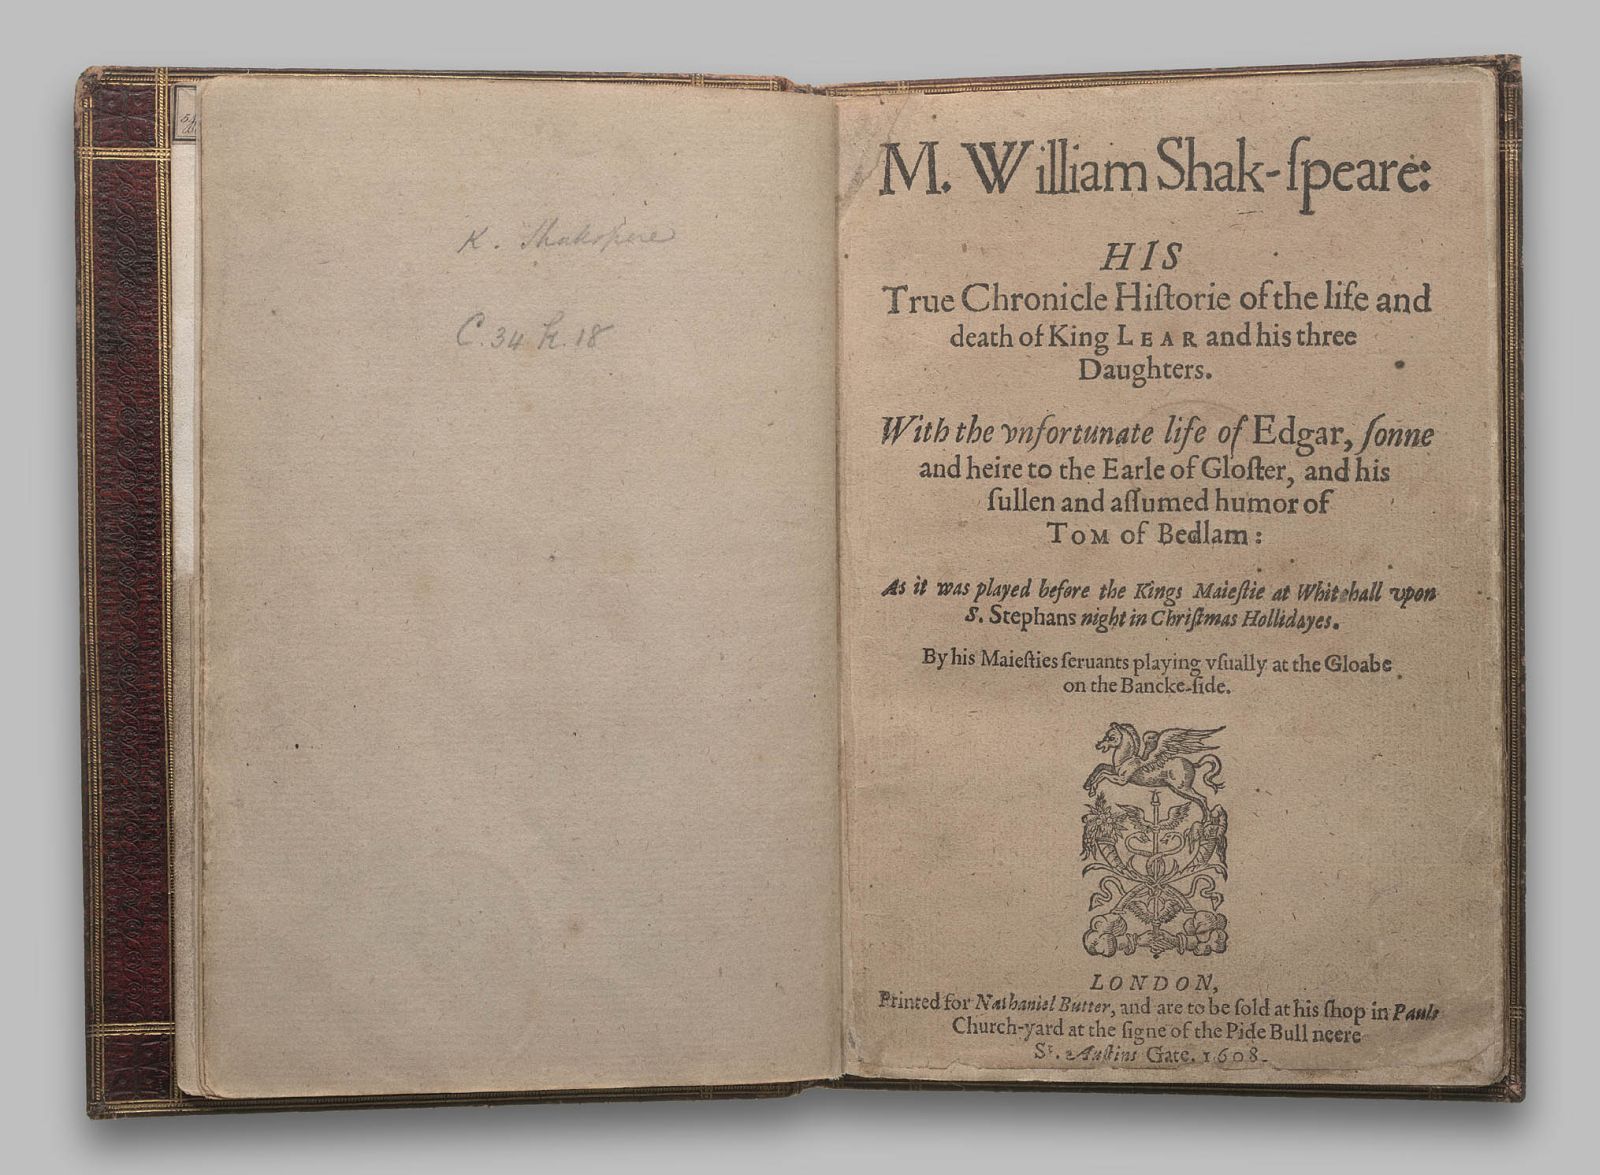 K. Shakspere
C. 34 k. 18
M. William Shak-ſpeare:
HIS
True Chronicle Hiſtorie of the life and
death of King LEAR and his three
Daughters.
With the vnfortunate life of Edgar, ſonne
and heire to the Earle of Gloſter, and his
ſullen and aſſumed humor of
TOM of Bedlam:
As it was played before the Kings Maieſtie at Whitehall vpon
S. Stephans night in Chriſtmas Hollidayes.
By his Maieſties ſeruants playing vſually at the Gloabe
on the Bancke-ſide.
LONDON,
Printed for Nathaniel Butter, and are to be ſold at his ſhop in Pauls
Church-yard at the ſigne of the Pide Bull neere
St. Auſtins Gate. 1608.